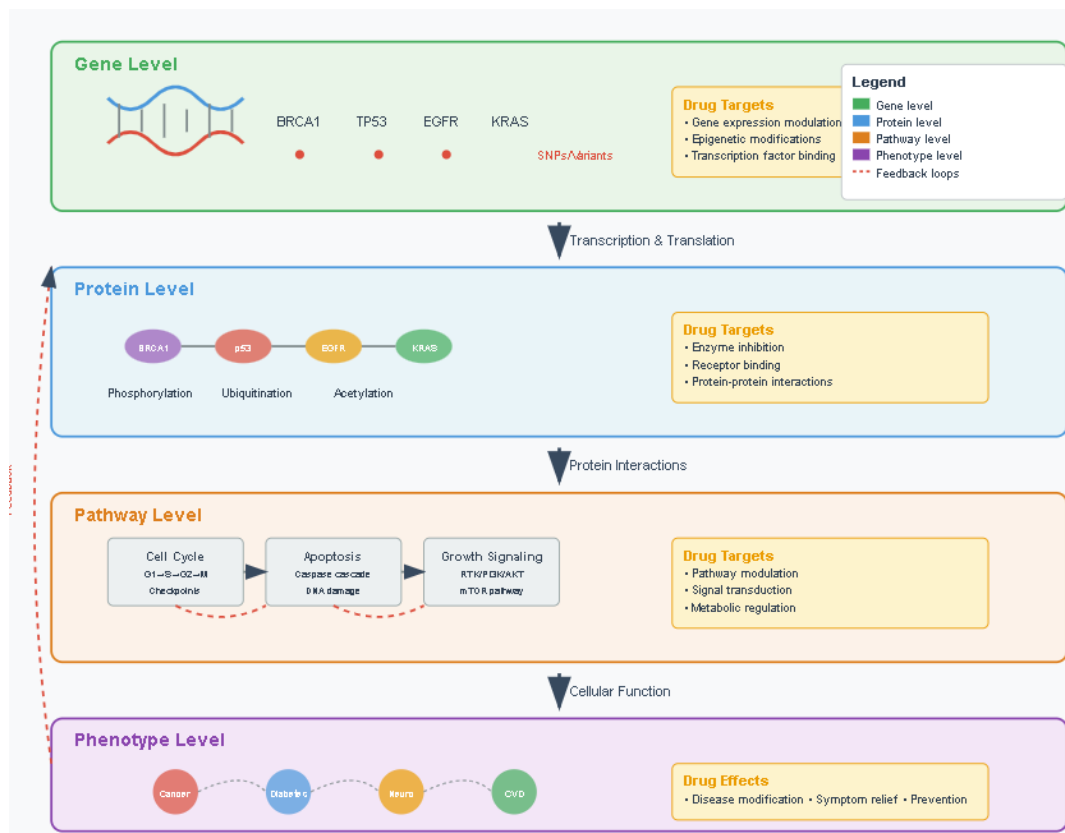 Gene Level
BRCA1
TP53
EGFR
KRAS
SNPs/Variants
Drug Targets
• Gene expression modulation
• Epigenetic modifications
• Transcription factor binding
Legend
Gene level
Protein level
Pathway level
Phenotype level
Feedback loops
Transcription & Translation
Protein Level
BRCA1
p53
EGFR
KRAS
Phosphorylation
Ubiquitination
Acetylation
Drug Targets
• Enzyme inhibition
• Receptor binding
• Protein-protein interactions
Protein Interactions
Feedback
Pathway Level
Cell Cycle
G1→S→G2→M
Checkpoints
Apoptosis
Caspase cascade
DNA damage
Growth Signaling
RTK/PI3K/AKT
mTOR pathway
Drug Targets
• Pathway modulation
• Signal transduction
• Metabolic regulation
Cellular Function
Phenotype Level
Cancer
Diabetes
Neuro
CVD
Drug Effects
• Disease modification • Symptom relief • Prevention